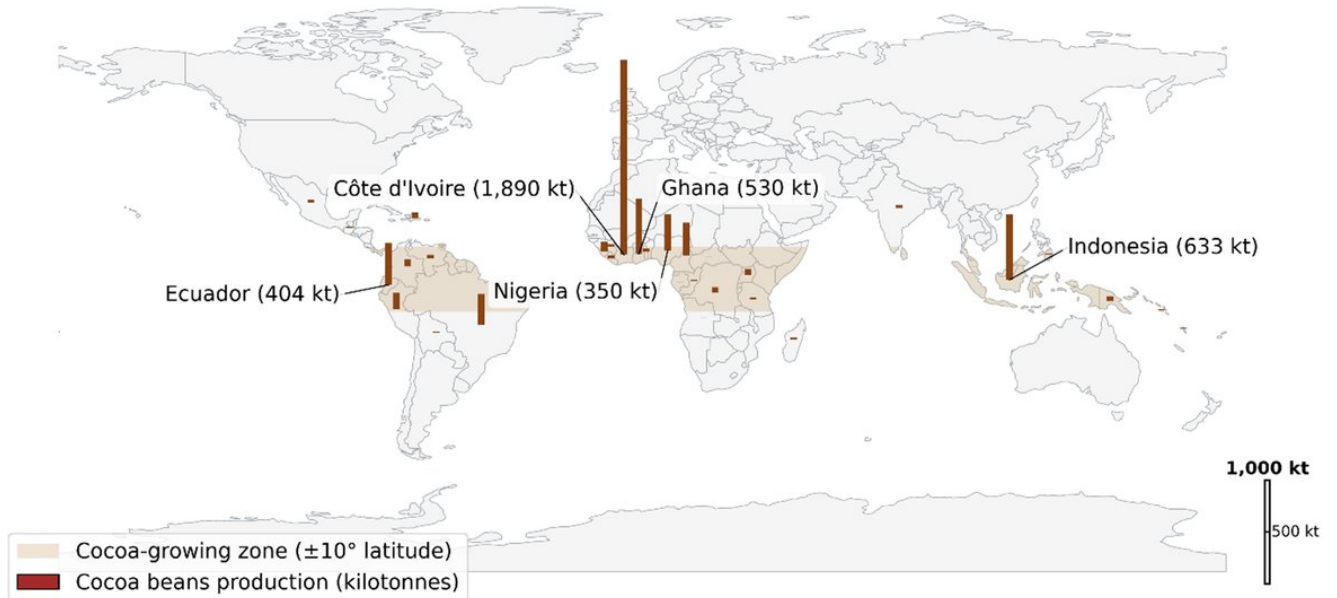 Côte d'Ivoire (1,890 kt)
Ghana (530 kt)
Indonesia (633 kt)
Ecuador (404 kt)
Nigeria (350 kt)
1,000 kt
500 kt
Cocoa-growing zone (±10° latitude)
Cocoa beans production (kilotonnes)